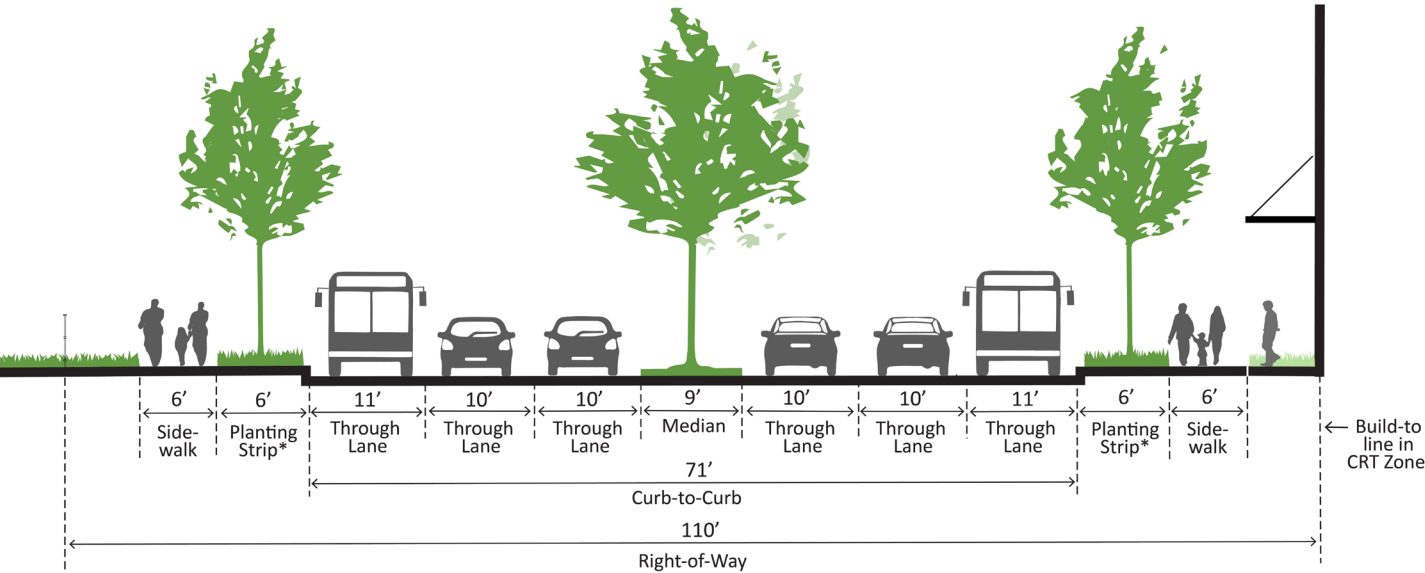 6’ 6’ 11’ 10’ 10’ 9’ 10’ 10’ 11’ 6’ 6’
Side- Planting Through Through Through Median Through Through Through Planting Side-
walk Strip* Lane Lane Lane Lane Lane Lane Strip* walk
Build-to
line in
CRT Zone
71’
Curb-to-Curb
110’
Right-of-Way